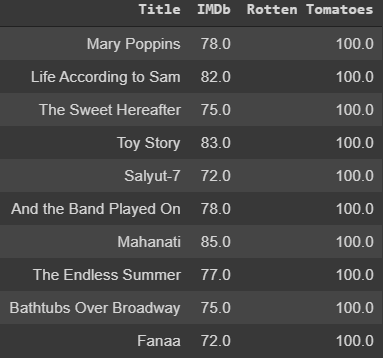 Title IMDb Rotten Tomatoes
Mary Poppins 78.0 100.0
Life According to Sam 82.0 100.0
The Sweet Hereafter 75.0 100.0
Toy Story 83.0 100.0
Salyut-7 72.0 100.0
And the Band Played On 78.0 100.0
Mahanati 85.0 100.0
The Endless Summer 77.0 100.0
Bathtubs Over Broadway 75.0 100.0
Fanaa 72.0 100.0